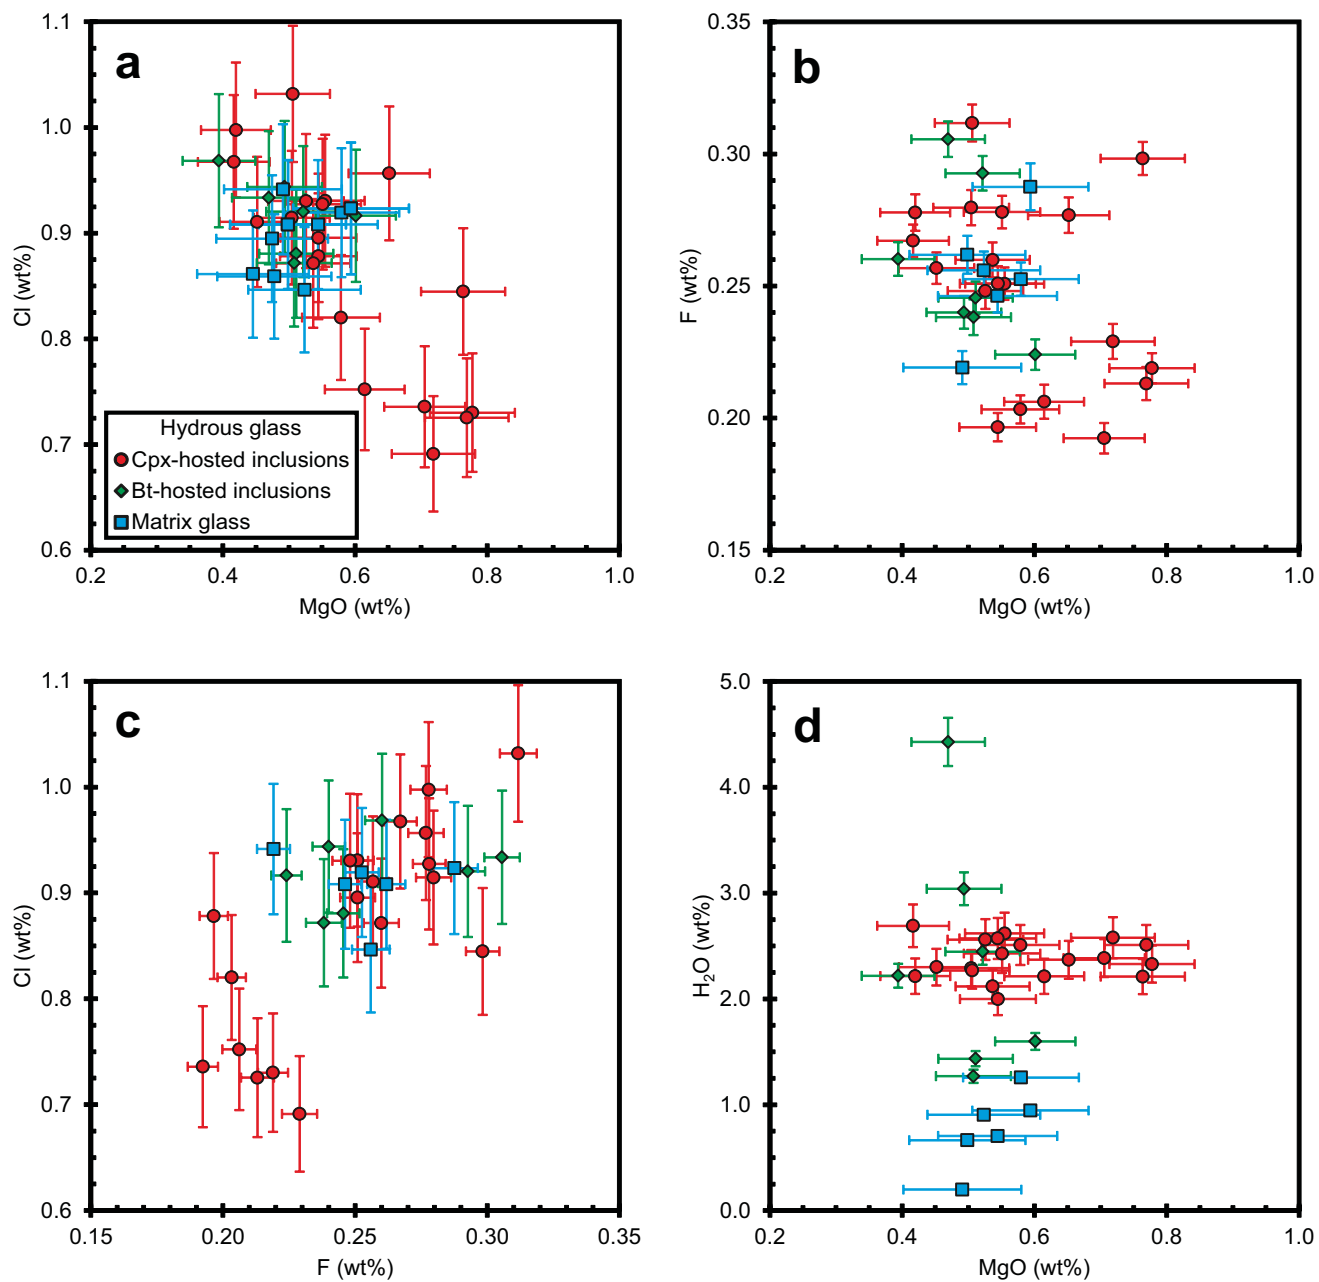 a
1.1
1.0
0.9
0.8
0.7
0.6
Cl (wt%)
Hydrous glass
Cpx-hosted inclusions
Bt-hosted inclusions
Matrix glass
0.2 0.4 0.6 0.8 1.0
MgO (wt%)
b
0.35
0.30
0.25
0.20
0.15
F (wt%)
0.2 0.4 0.6 0.8 1.0
MgO (wt%)
c
1.1
1.0
0.9
0.8
0.7
0.6
Cl (wt%)
0.15 0.20 0.25 0.30 0.35
F (wt%)
d
5.0
4.0
3.0
2.0
1.0
0.0
H₂O (wt%)
0.2 0.4 0.6 0.8 1.0
MgO (wt%)